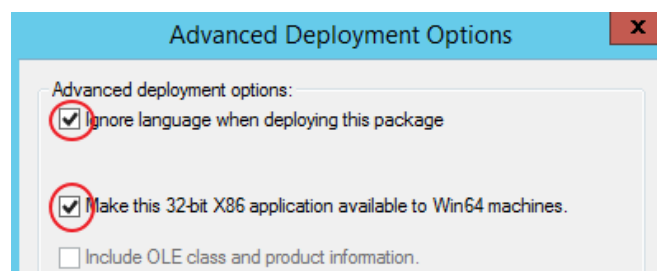 Advanced Deployment Options
x
Advanced deployment options:
Ignore language when deploying this package
Make this 32-bit X86 application available to Win64 machines.
Include OLE class and product information.